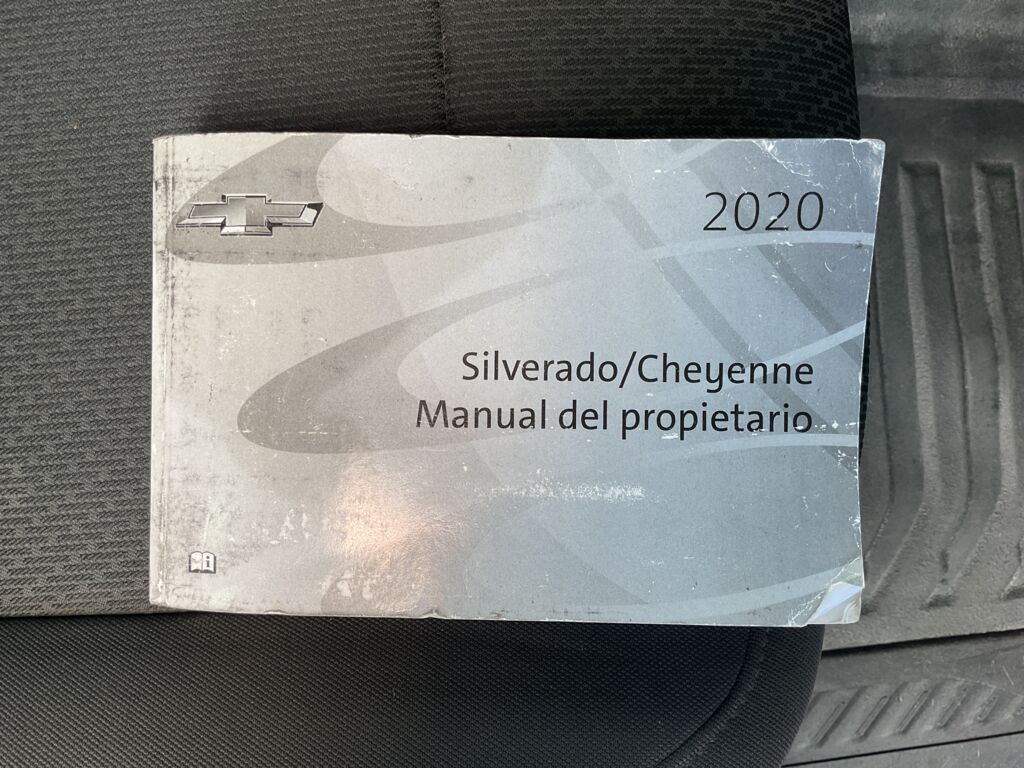 2020
Silverado/Cheyenne
Manual del propietario
i